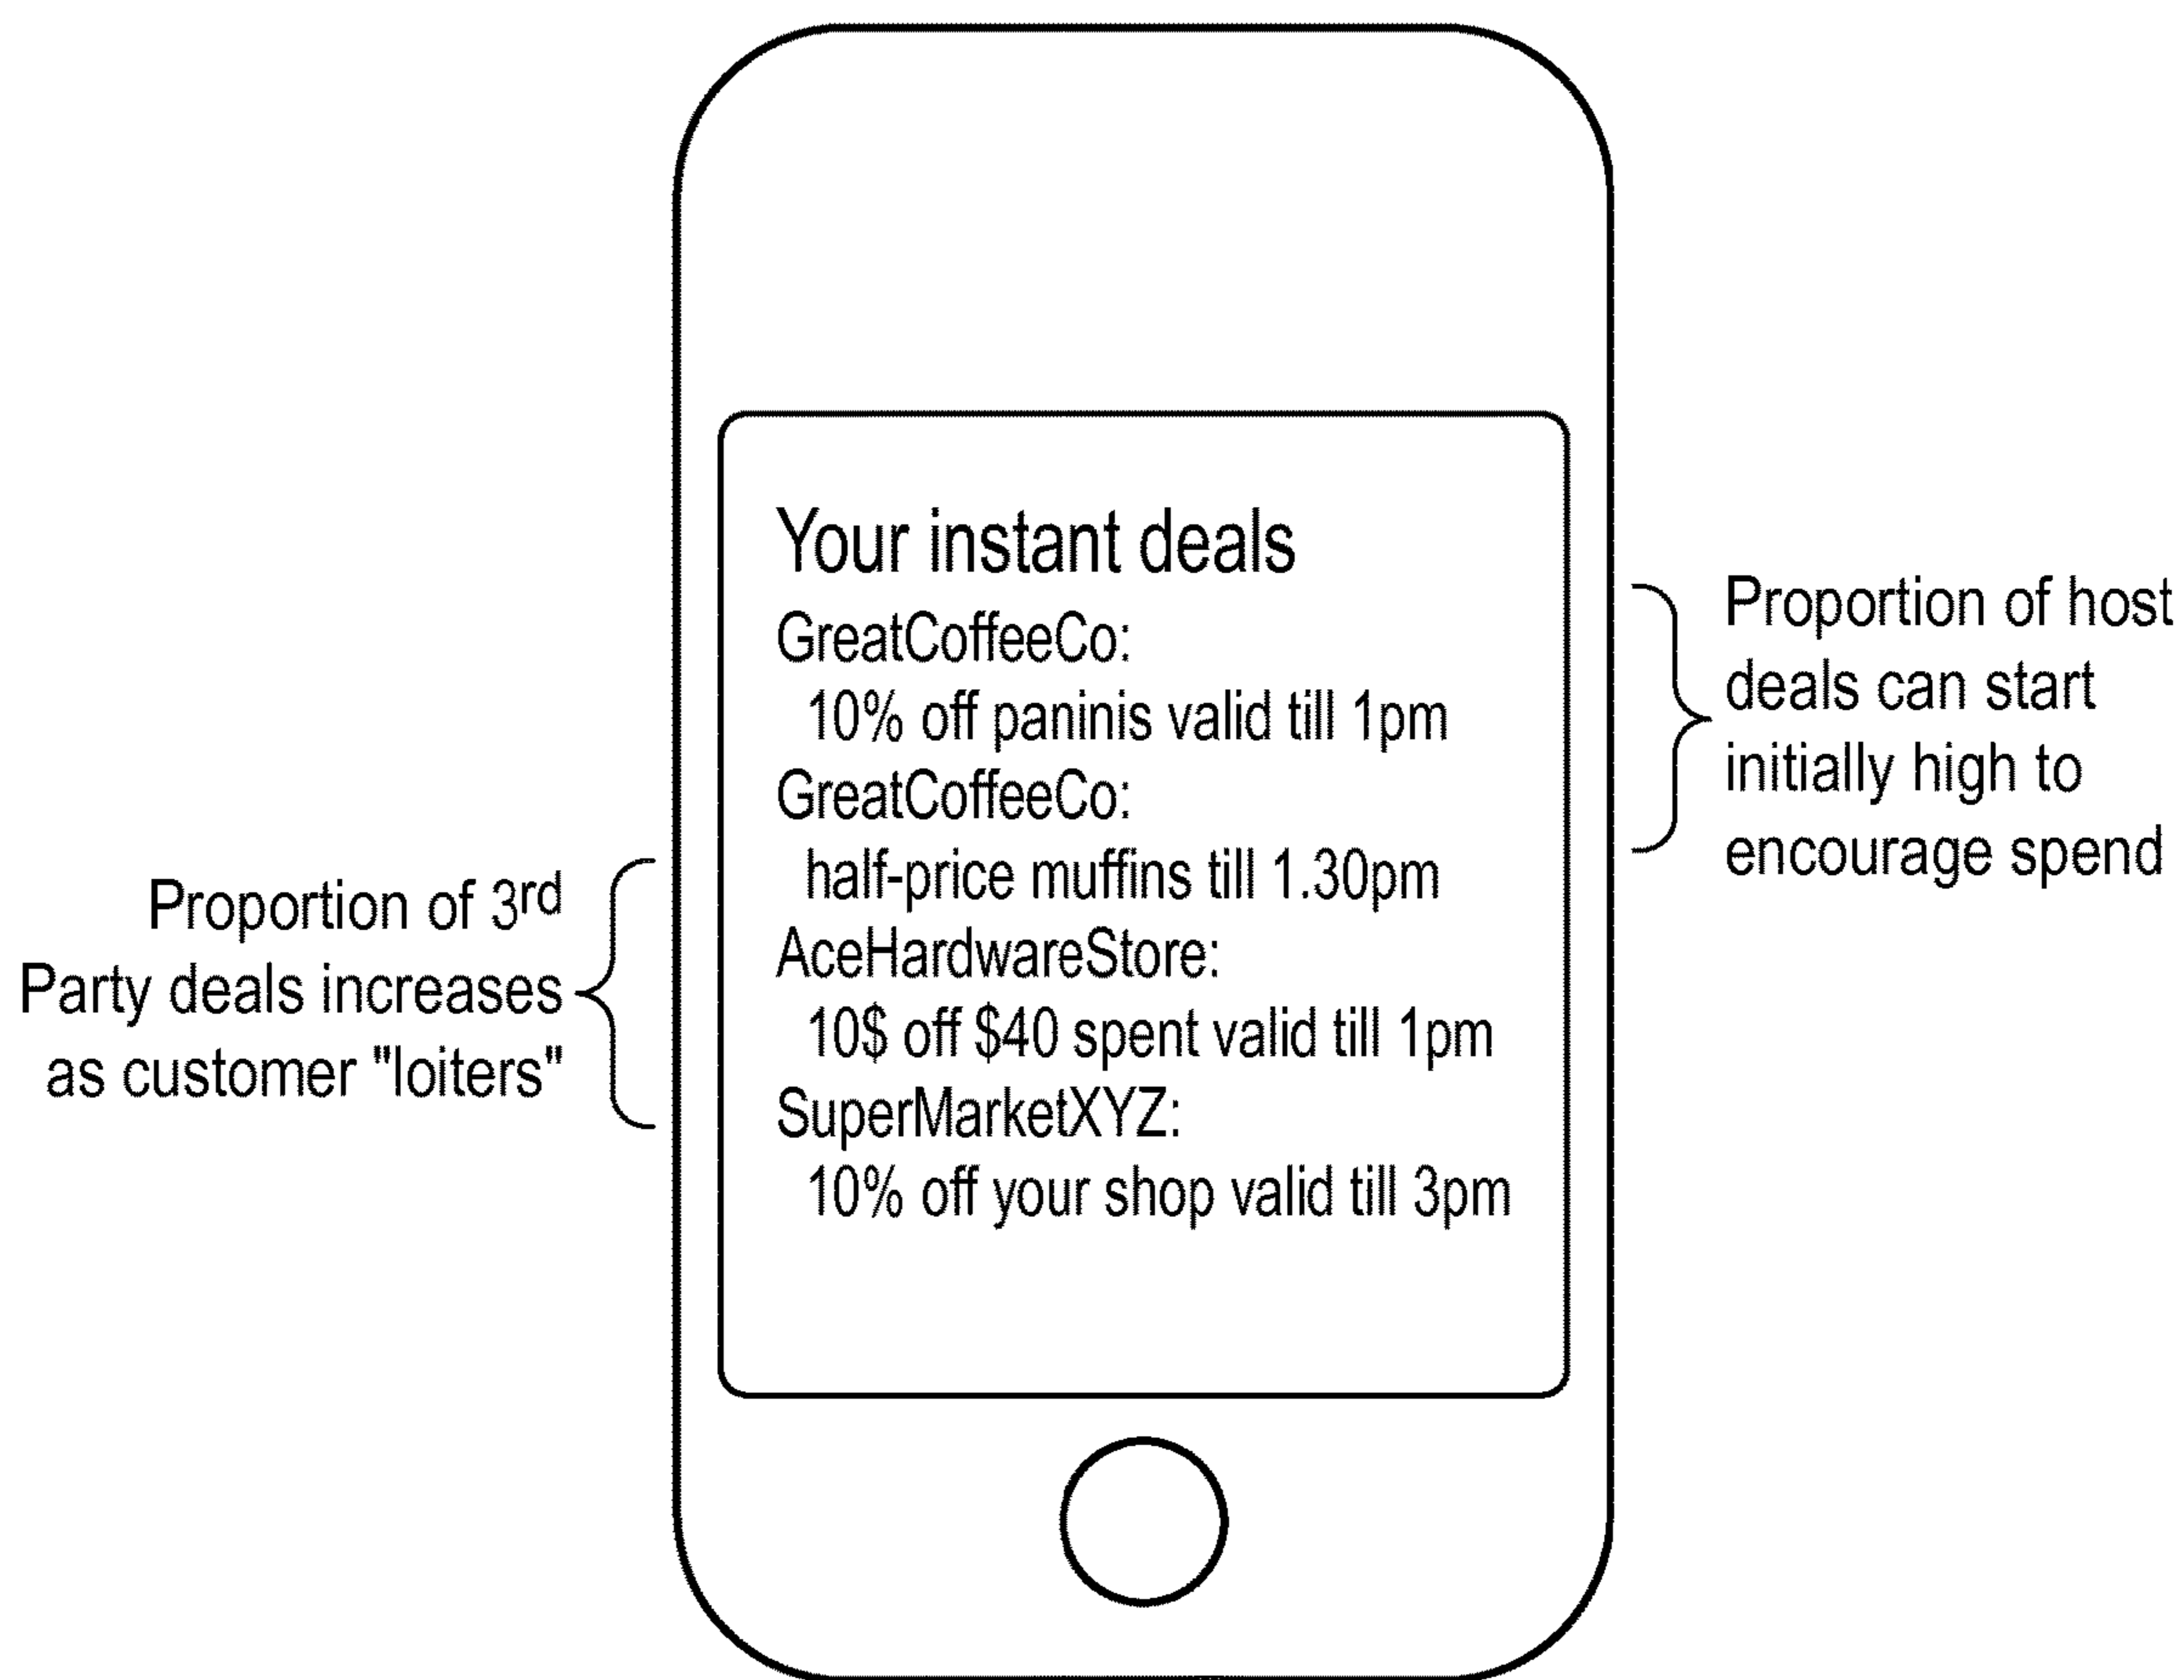 Your instant deals
GreatCoffeeCo:
10% off paninis valid till 1pm
GreatCoffeeCo:
half-price muffins till 1.30pm
AceHardwareStore:
10$ off $40 spent valid till 1pm
SuperMarketXYZ:
10% off your shop valid till 3pm
Proportion of host
deals can start
initially high to
encourage spend
Proportion of 3rd
Party deals increases
as customer "loiters"